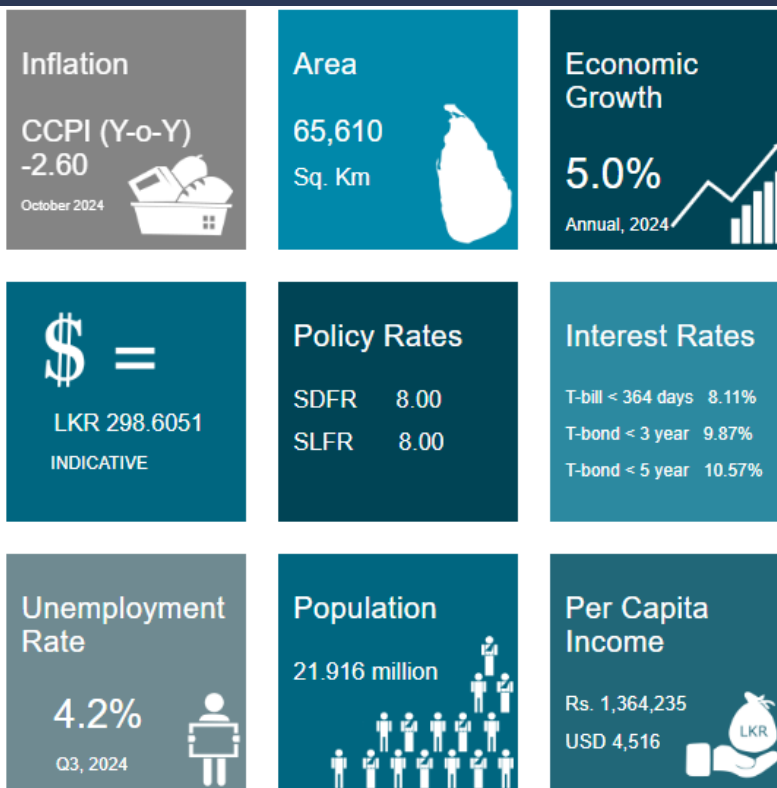 Inflation
CCPI (Y-o-Y)
-2.60
October 2024
Area
65,610
Sq. Km
Economic
Growth
5.0%
Annual, 2024
$ =
LKR 298.6051
INDICATIVE
Policy Rates
SDFR 8.00
SLFR 8.00
Interest Rates
T-bill < 364 days 8.11%
T-bond < 3 year 9.87%
T-bond < 5 year 10.57%
Unemployment
Rate
4.2%
Q3, 2024
Population
21.916 million
Per Capita
Income
Rs. 1,364,235
USD 4,516
LKR